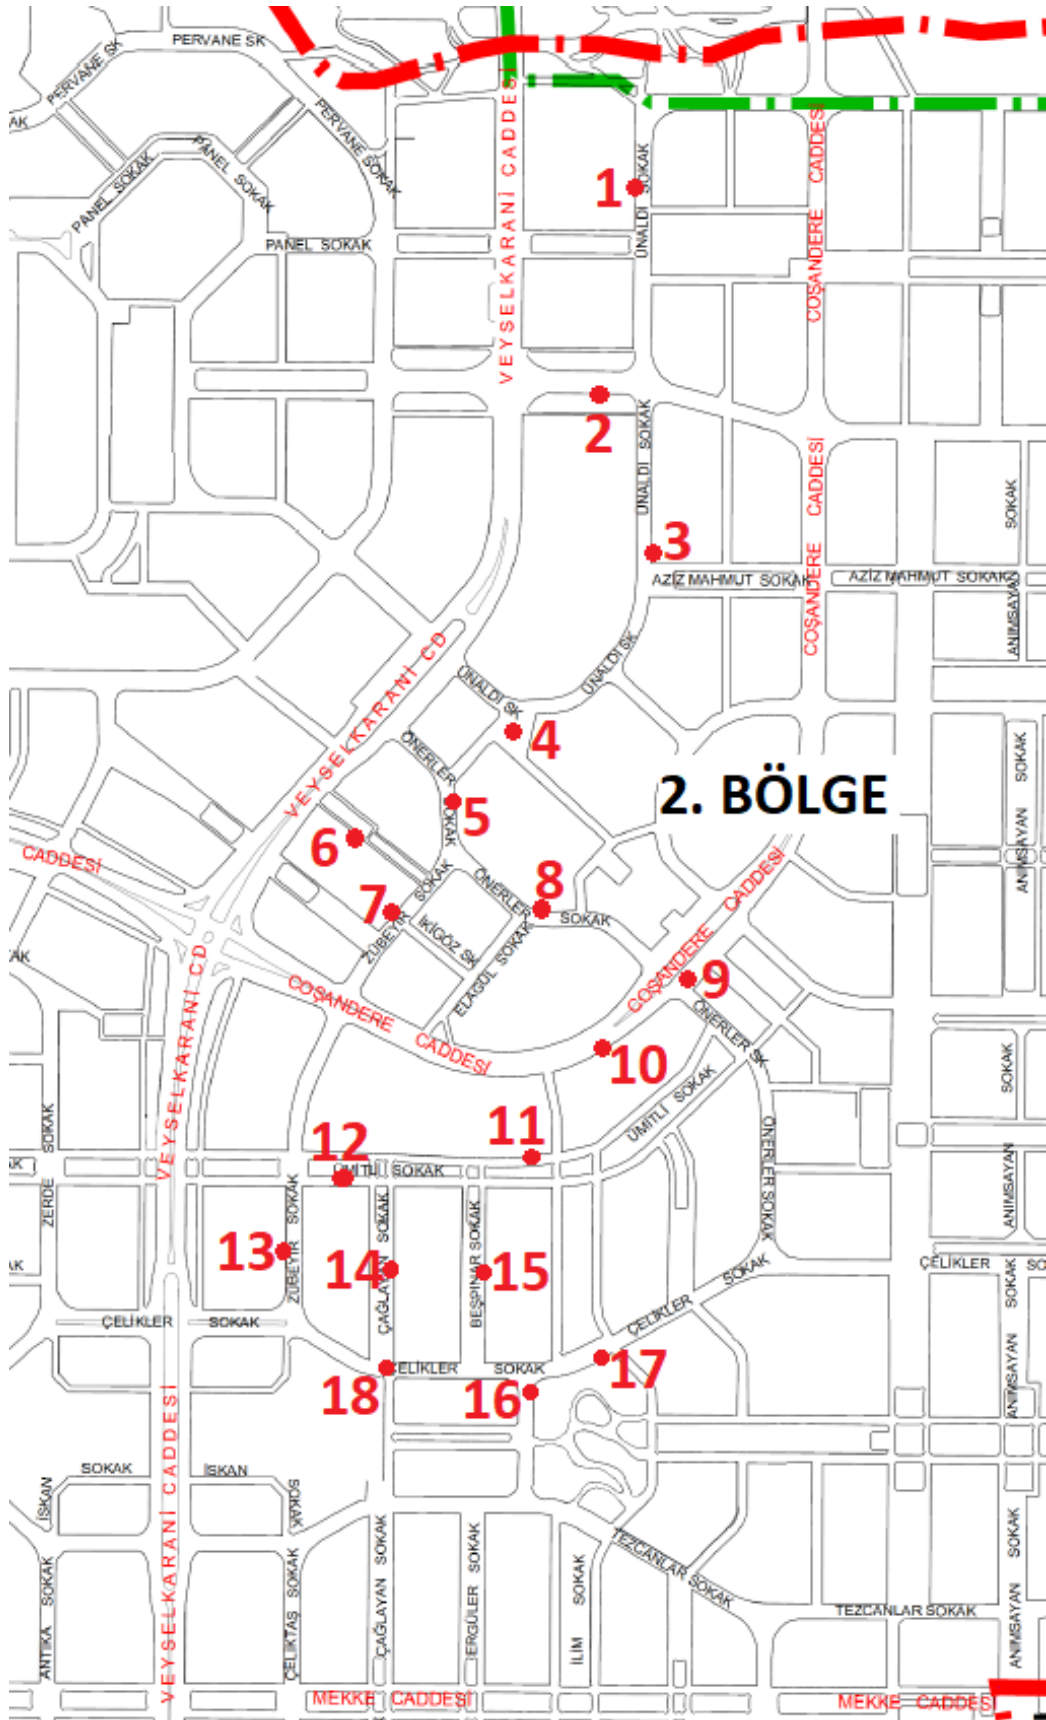 PERVANE SK
PERVANE SK
AK
PERVANE SOKAK
PANEL SOKAK
PANEL SOKAK
PANEL SOKAK
VEYSELKARANİ CADDESİ
ÜNALDI SOKAK
1
COŞANDERE CADDESİ
2
ÜNALDI SOKAK
COŞANDERE CADDESİ
SOKAK
3
AZİZ MAHMUT SOKAK
AZİZ MAHMUT SOKAK
ANIMSAYAN
ÜNALDI SK
ÜNALDI SK
VEYSELKARANİ CD
4
ÖNERLER
SOKAK
5
2. BÖLGE
ANIMSAYAN SOKAK
6
CADDESİ
7
ZÜBEYİR SOKAK
ÖNERLER
SOKAK
8
İKİGÖZ SK
ELAGÜL SOKAK
COŞANDERE CADDESİ
9
AK
VEYSELKARANİ CD
COŞANDERE CADDESİ
ÖNERLER SK
10
ÜMİTLİ SOKAK
SOKAK
11
12
ÜMİTLİ SOKAK
ZERDE SOKAK
AK
VEYSELKARANİ CADDESİ
ÖNERLER SOKAK
ANIMSAYAN
13
ZÜBEYİR SOKAK
14
ÇAĞLAYAN SOKAK
BEŞPINAR SOKAK
15
AK
ÇELİKLER SOKAK
ÇELİKLER SO
ÇELİKLER SOKAK
ANIMSAYAN SOKAK
17
18
ÇELİKLER SOKAK
16
VEYSELKARANİ CADDESİ
SOKAK
İSKAN
İSKAN
SOKAK
ANTİKA SOKAK
ÇELİKTAŞ SOKAK
ÇAĞLAYAN SOKAK
ERGÜLER SOKAK
İLİM SOKAK
TEZCANLAR SOKAK
TEZCANLAR SOKAK
ANIMSAYAN SOKAK
MEKKE CADDESİ
MEKKE CADDESİ